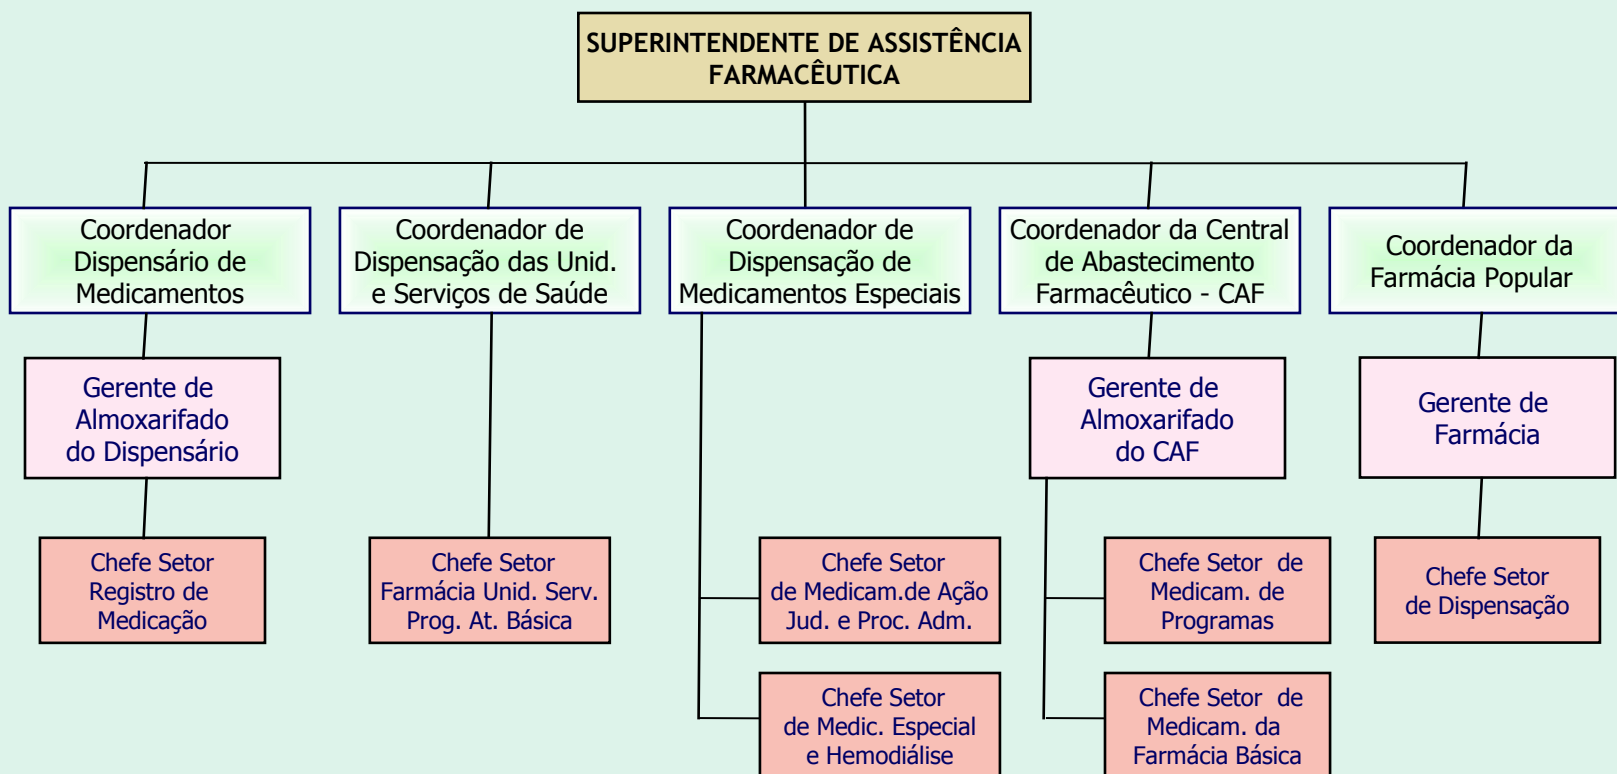 SUPERINTENDENTE DE ASSISTÊNCIA
FARMACÊUTICA
Coordenador
Dispensário de
Medicamentos
Coordenador de
Dispensação das Unid.
e Serviços de Saúde
Coordenador de
Dispensação de
Medicamentos Especiais
Coordenador da Central
de Abastecimento
Farmacêutico - CAF
Coordenador da
Farmácia Popular
Gerente de
Almoxarifado
do Dispensário
Gerente de
Almoxarifado
do CAF
Gerente de
Farmácia
Chefe Setor
Registro de
Medicação
Chefe Setor
Farmácia Unid. Serv.
Prog. At. Básica
Chefe Setor
de Medicam.de Ação
Jud. e Proc. Adm.
Chefe Setor de
Medicam. de
Programas
Chefe Setor
de Dispensação
Chefe Setor
de Medic. Especial
e Hemodiálise
Chefe Setor de
Medicam. da
Farmácia Básica